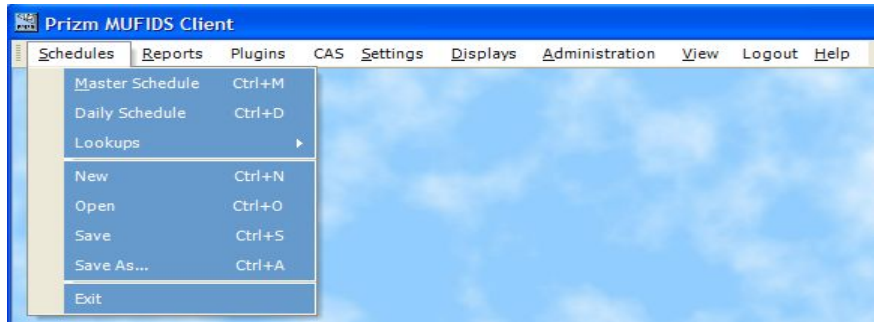 Prizm MUFIDS Client
Schedules Reports Plugins CAS Settings Displays Administration View Logout Help
Master Schedule Ctrl+M
Daily Schedule Ctrl+D
Lookups
New Ctrl+N
Open Ctrl+O
Save Ctrl+S
Save As... Ctrl+A
Exit